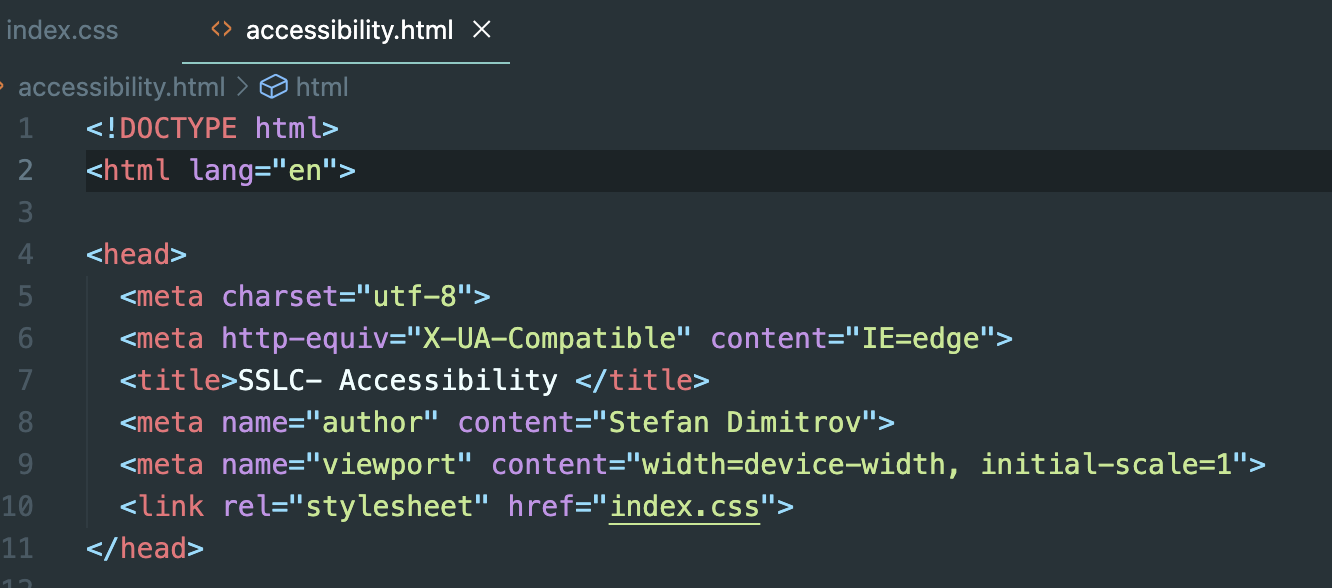 index.css
<> accessibility.html ×
accessibility.html > html
1 <!DOCTYPE html>
2 <html lang="en">
3
4 <head>
5 <meta charset="utf-8">
6 <meta http-equiv="X-UA-Compatible" content="IE=edge">
7 <title>SSLC- Accessibility </title>
8 <meta name="author" content="Stefan Dimitrov">
9 <meta name="viewport" content="width=device-width, initial-scale=1">
10 <link rel="stylesheet" href="index.css">
11 </head>
12